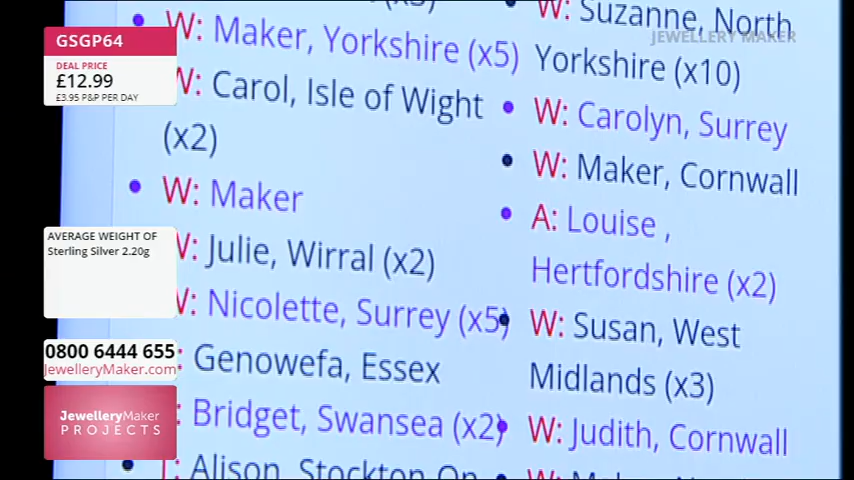 GSGP64
DEAL PRICE
£12.99
£3.95 P&P PER DAY
AVERAGE WEIGHT OF
Sterling Silver 2.20g
0800 6444 655
JewelleryMaker.com
JewelleryMaker
PROJECTS
JEWELLERY MAKER
W: Maker, Yorkshire (x5)
W: Carol, Isle of Wight
(x2)
W: Maker
W: Julie, Wirral (x2)
W: Nicolette, Surrey (x5)
: Genowefa, Essex
: Bridget, Swansea (x2)
: Alison, Stockton On
W: Suzanne, North
Yorkshire (x10)
W: Carolyn, Surrey
W: Maker, Cornwall
A: Louise ,
Hertfordshire (x2)
W: Susan, West
Midlands (x3)
W: Judith, Cornwall
W: Maker,